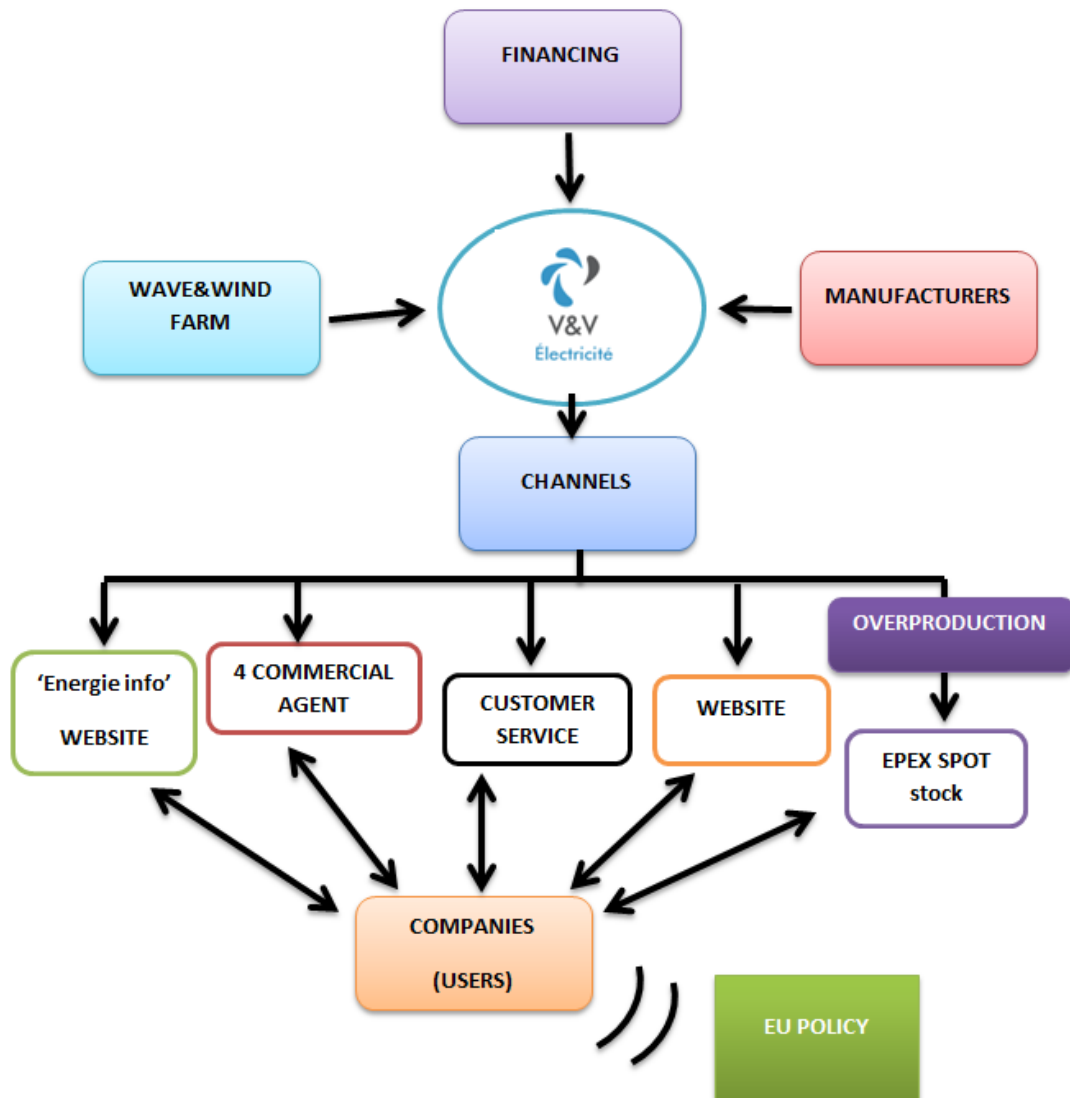 FINANCING
WAVE&WIND
FARM
V&V
Électricité
MANUFACTURERS
CHANNELS
OVERPRODUCTION
‘Energie info’
WEBSITE
4 COMMERCIAL
AGENT
CUSTOMER
SERVICE
WEBSITE
EPEX SPOT
stock
COMPANIES
(USERS)
EU POLICY